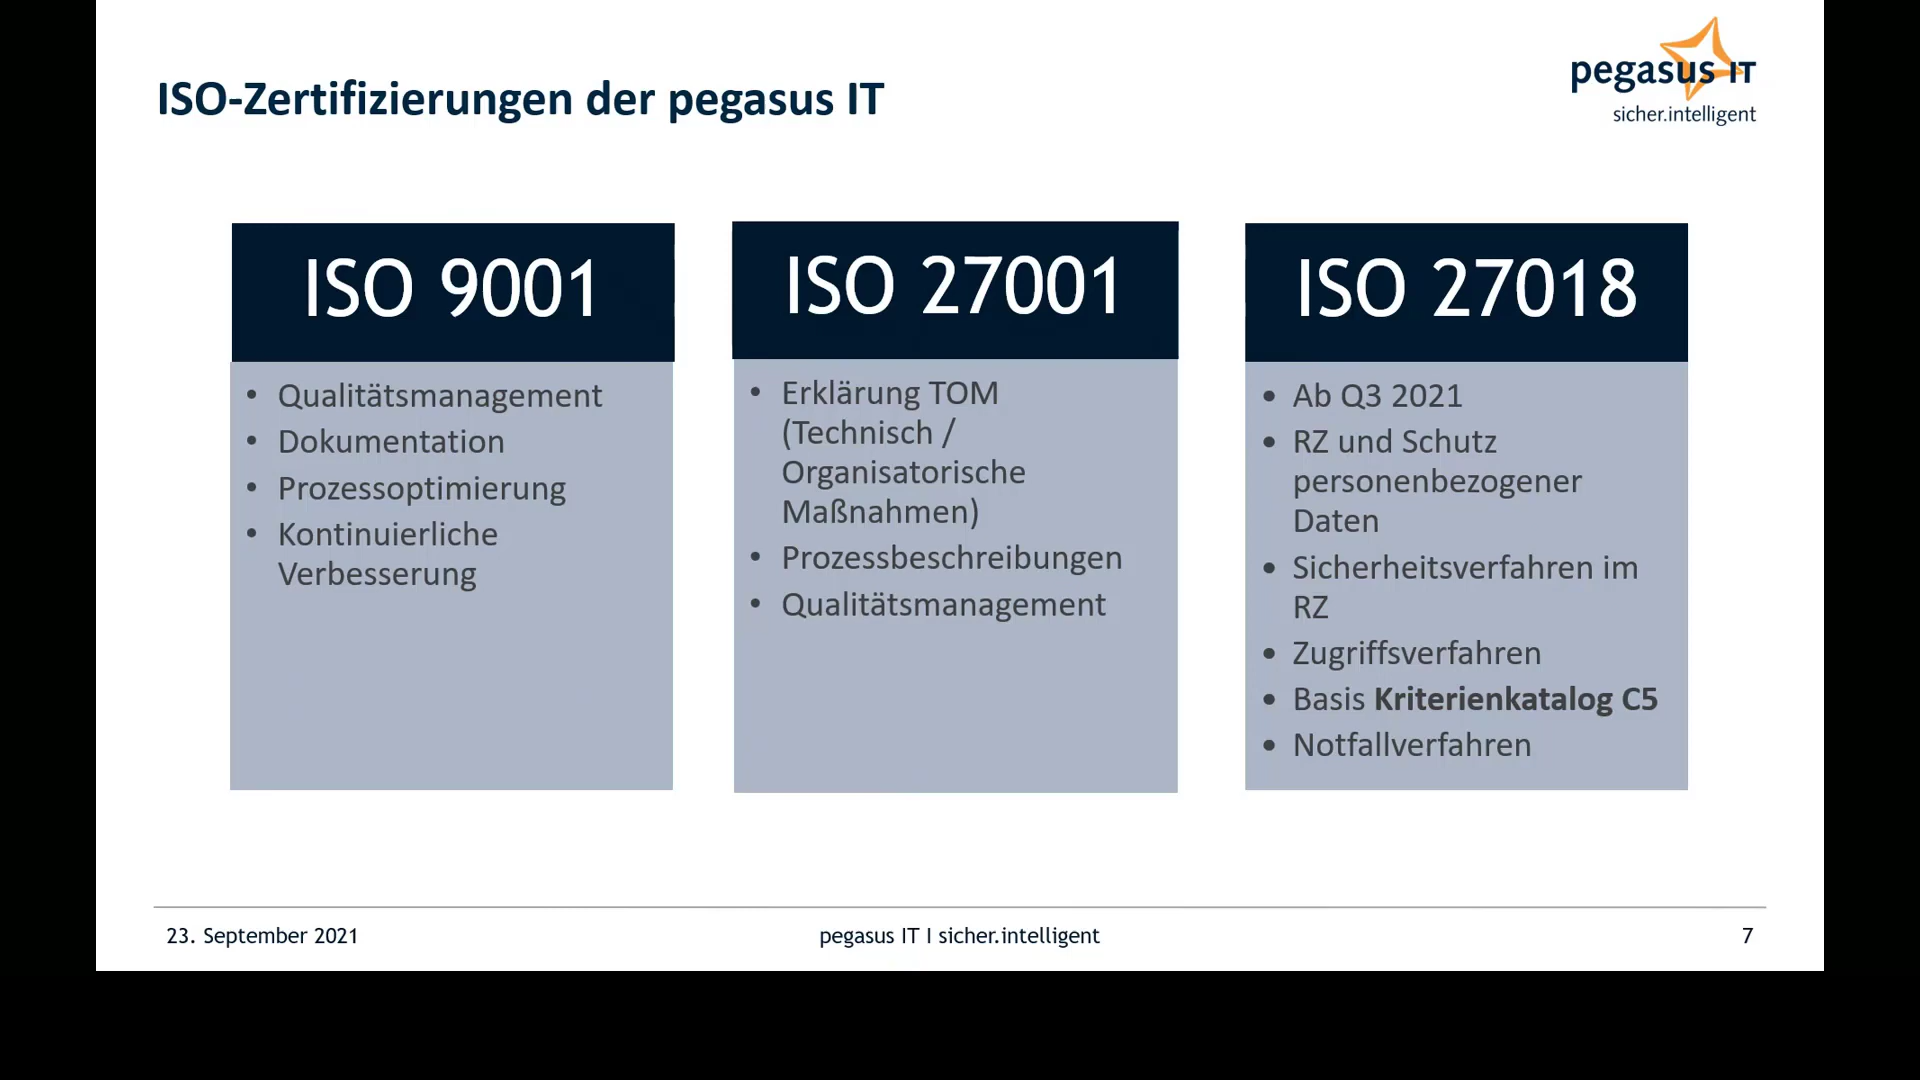 ISO-Zertifizierungen der pegasus IT
pegasus IT
sicher.intelligent
ISO 9001
• Qualitätsmanagement
• Dokumentation
• Prozessoptimierung
• Kontinuierliche
Verbesserung
ISO 27001
• Erklärung TOM
(Technisch /
Organisatorische
Maßnahmen)
• Prozessbeschreibungen
• Qualitätsmanagement
ISO 27018
• Ab Q3 2021
• RZ und Schutz
personenbezogener
Daten
• Sicherheitsverfahren im
RZ
• Zugriffsverfahren
• Basis Kriterienkatalog C5
• Notfallverfahren
23. September 2021
pegasus IT I sicher.intelligent
7